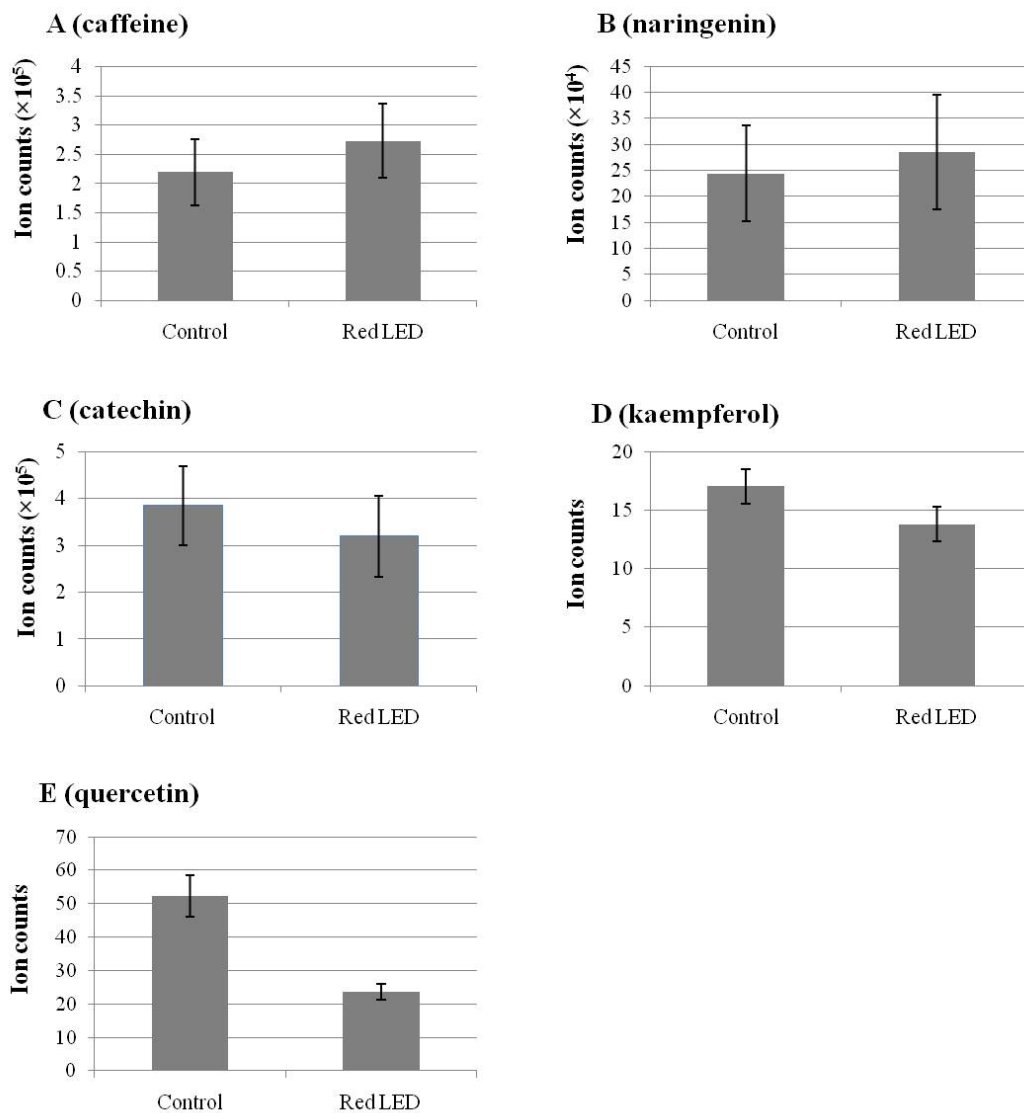 A (caffeine)
Ion counts (×10⁵)
4
3.5
3
2.5
2
1.5
1
0.5
0
Control Red LED
B (naringenin)
Ion counts (×10⁴)
45
40
35
30
25
20
15
10
5
0
Control Red LED
C (catechin)
Ion counts (×10⁵)
5
4
3
2
1
0
Control Red LED
D (kaempferol)
Ion counts
20
15
10
5
0
Control Red LED
E (quercetin)
Ion counts
70
60
50
40
30
20
10
0
Control Red LED